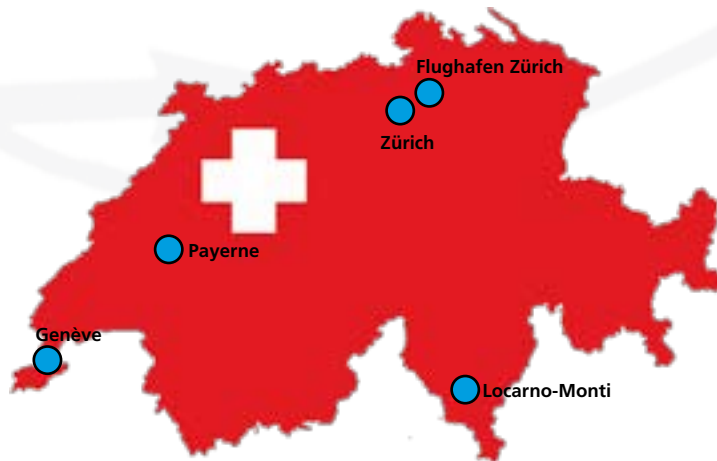 Flughafen Zürich
Zürich
Payerne
Genève
Locarno-Monti